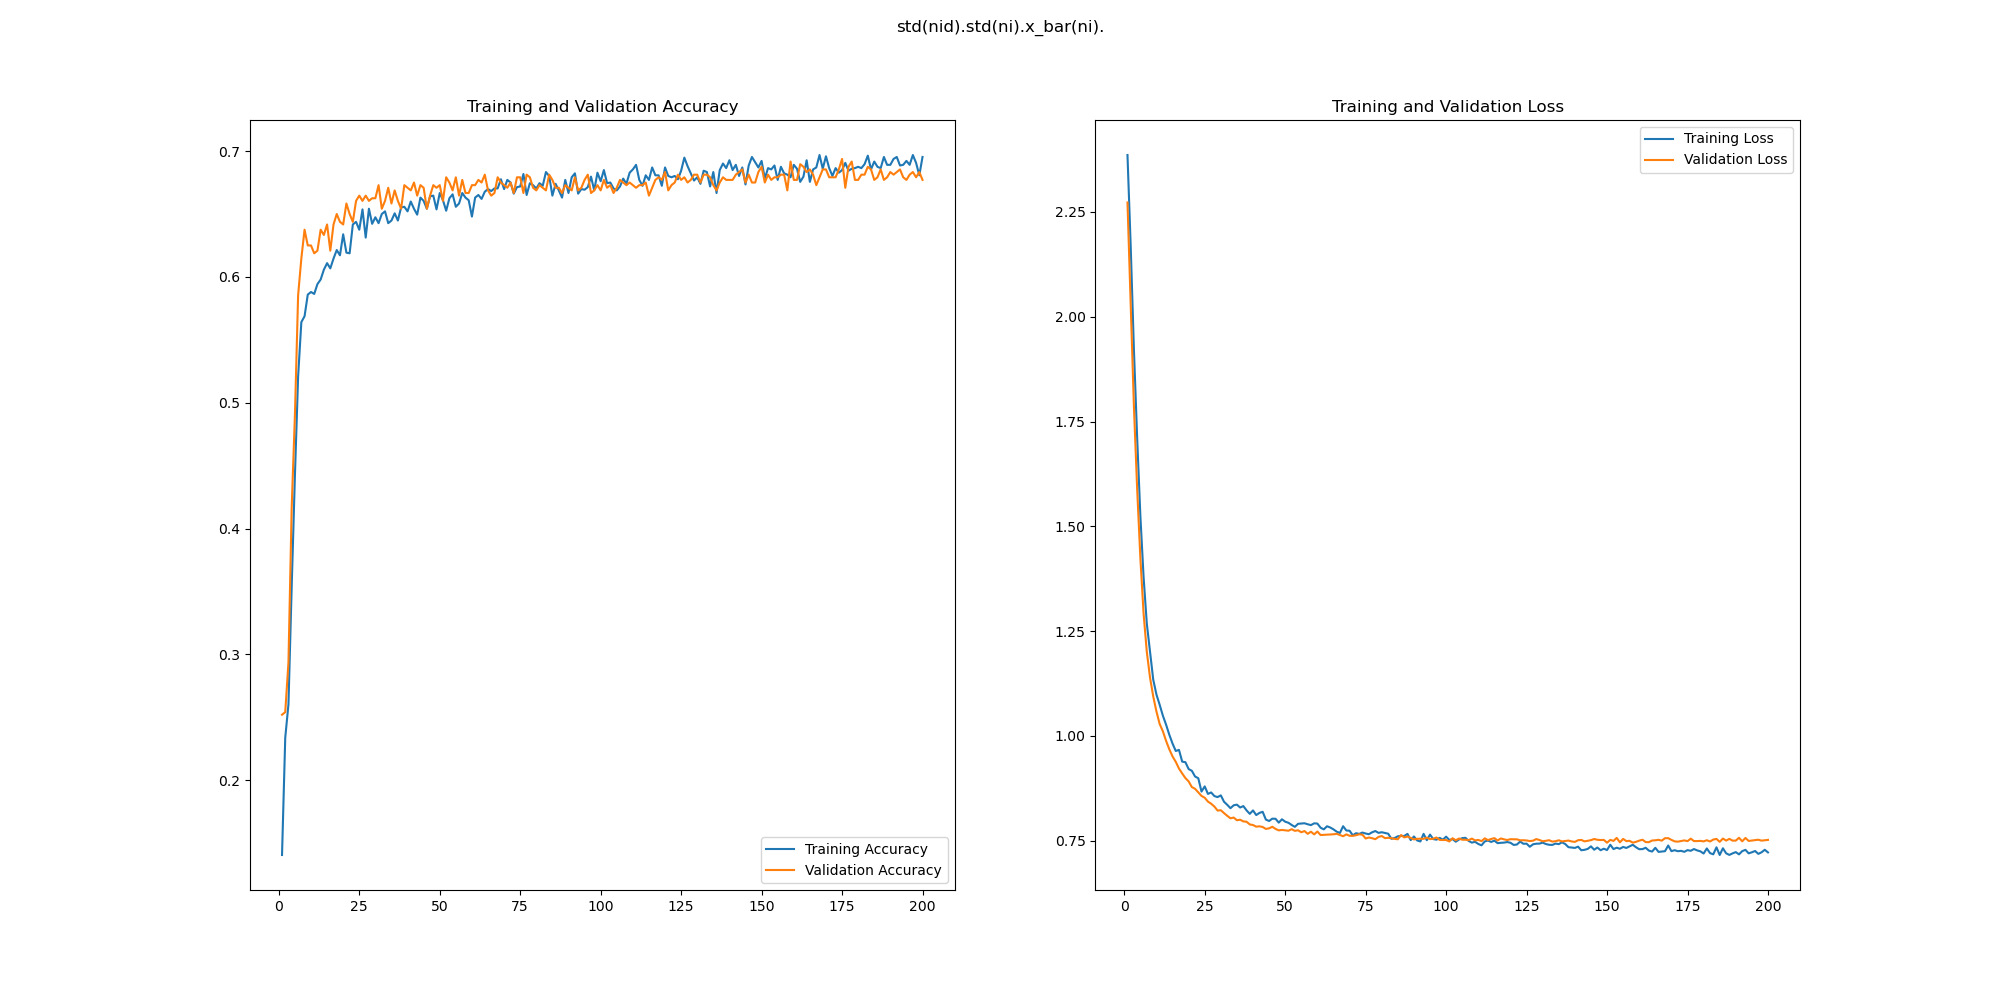 std(nid).std(ni).x_bar(ni).
Training and Validation Accuracy
0.7
0.6
0.5
0.4
0.3
0.2
0 25 50 75 100 125 150 175 200
Training Accuracy
Validation Accuracy
Training and Validation Loss
2.25
2.00
1.75
1.50
1.25
1.00
0.75
0 25 50 75 100 125 150 175 200
Training Loss
Validation Loss